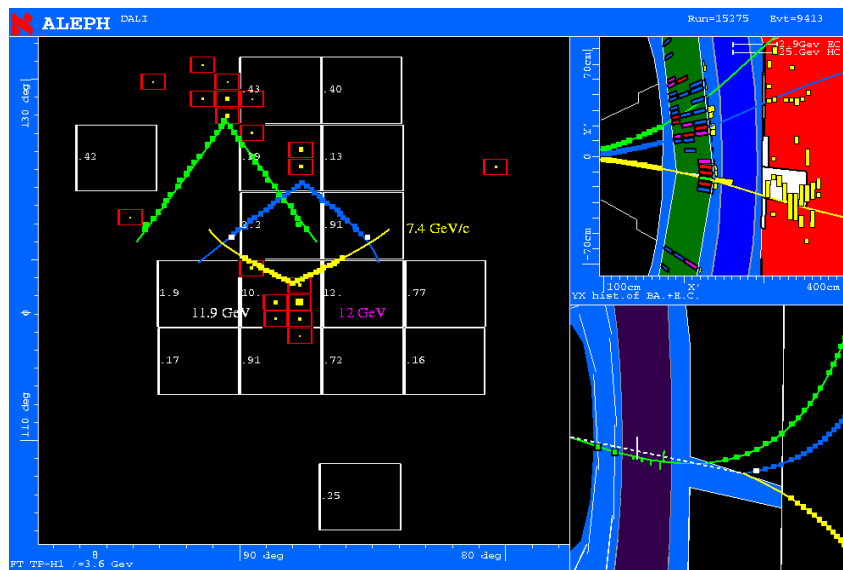 ALEPH DALI Run=15275 Evt=9413
2.9Gev EC
25.Gev HC
130 deg
.43 .40
.42
.13
7.4 GeV/c
.91
1.9 10. 12. .77
11.9 GeV 12 GeV
φ
.17 .91 .72 .16
110 deg
.25
θ 90 deg 80 deg
FT TP-H1 /=3.6 Gev
70cm
Y'
0
-70cm
100cm X' 400cm
YX hist.of BA.+E.C.